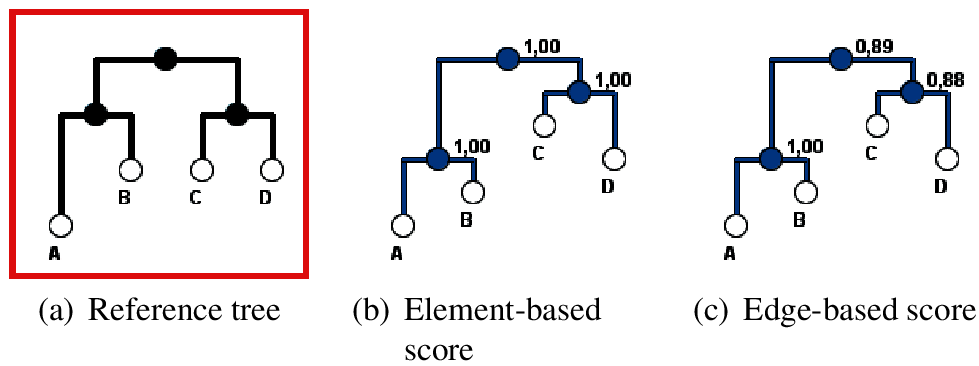 1,00
0,89
1,00
0,88
1,00
1,00
B
C
D
A
C
D
B
A
C
D
B
A
(a) Reference tree
(b) Element-based
score
(c) Edge-based score